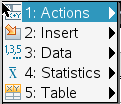 1: Actions
2: Insert
3: Data
4: Statistics
5: Table